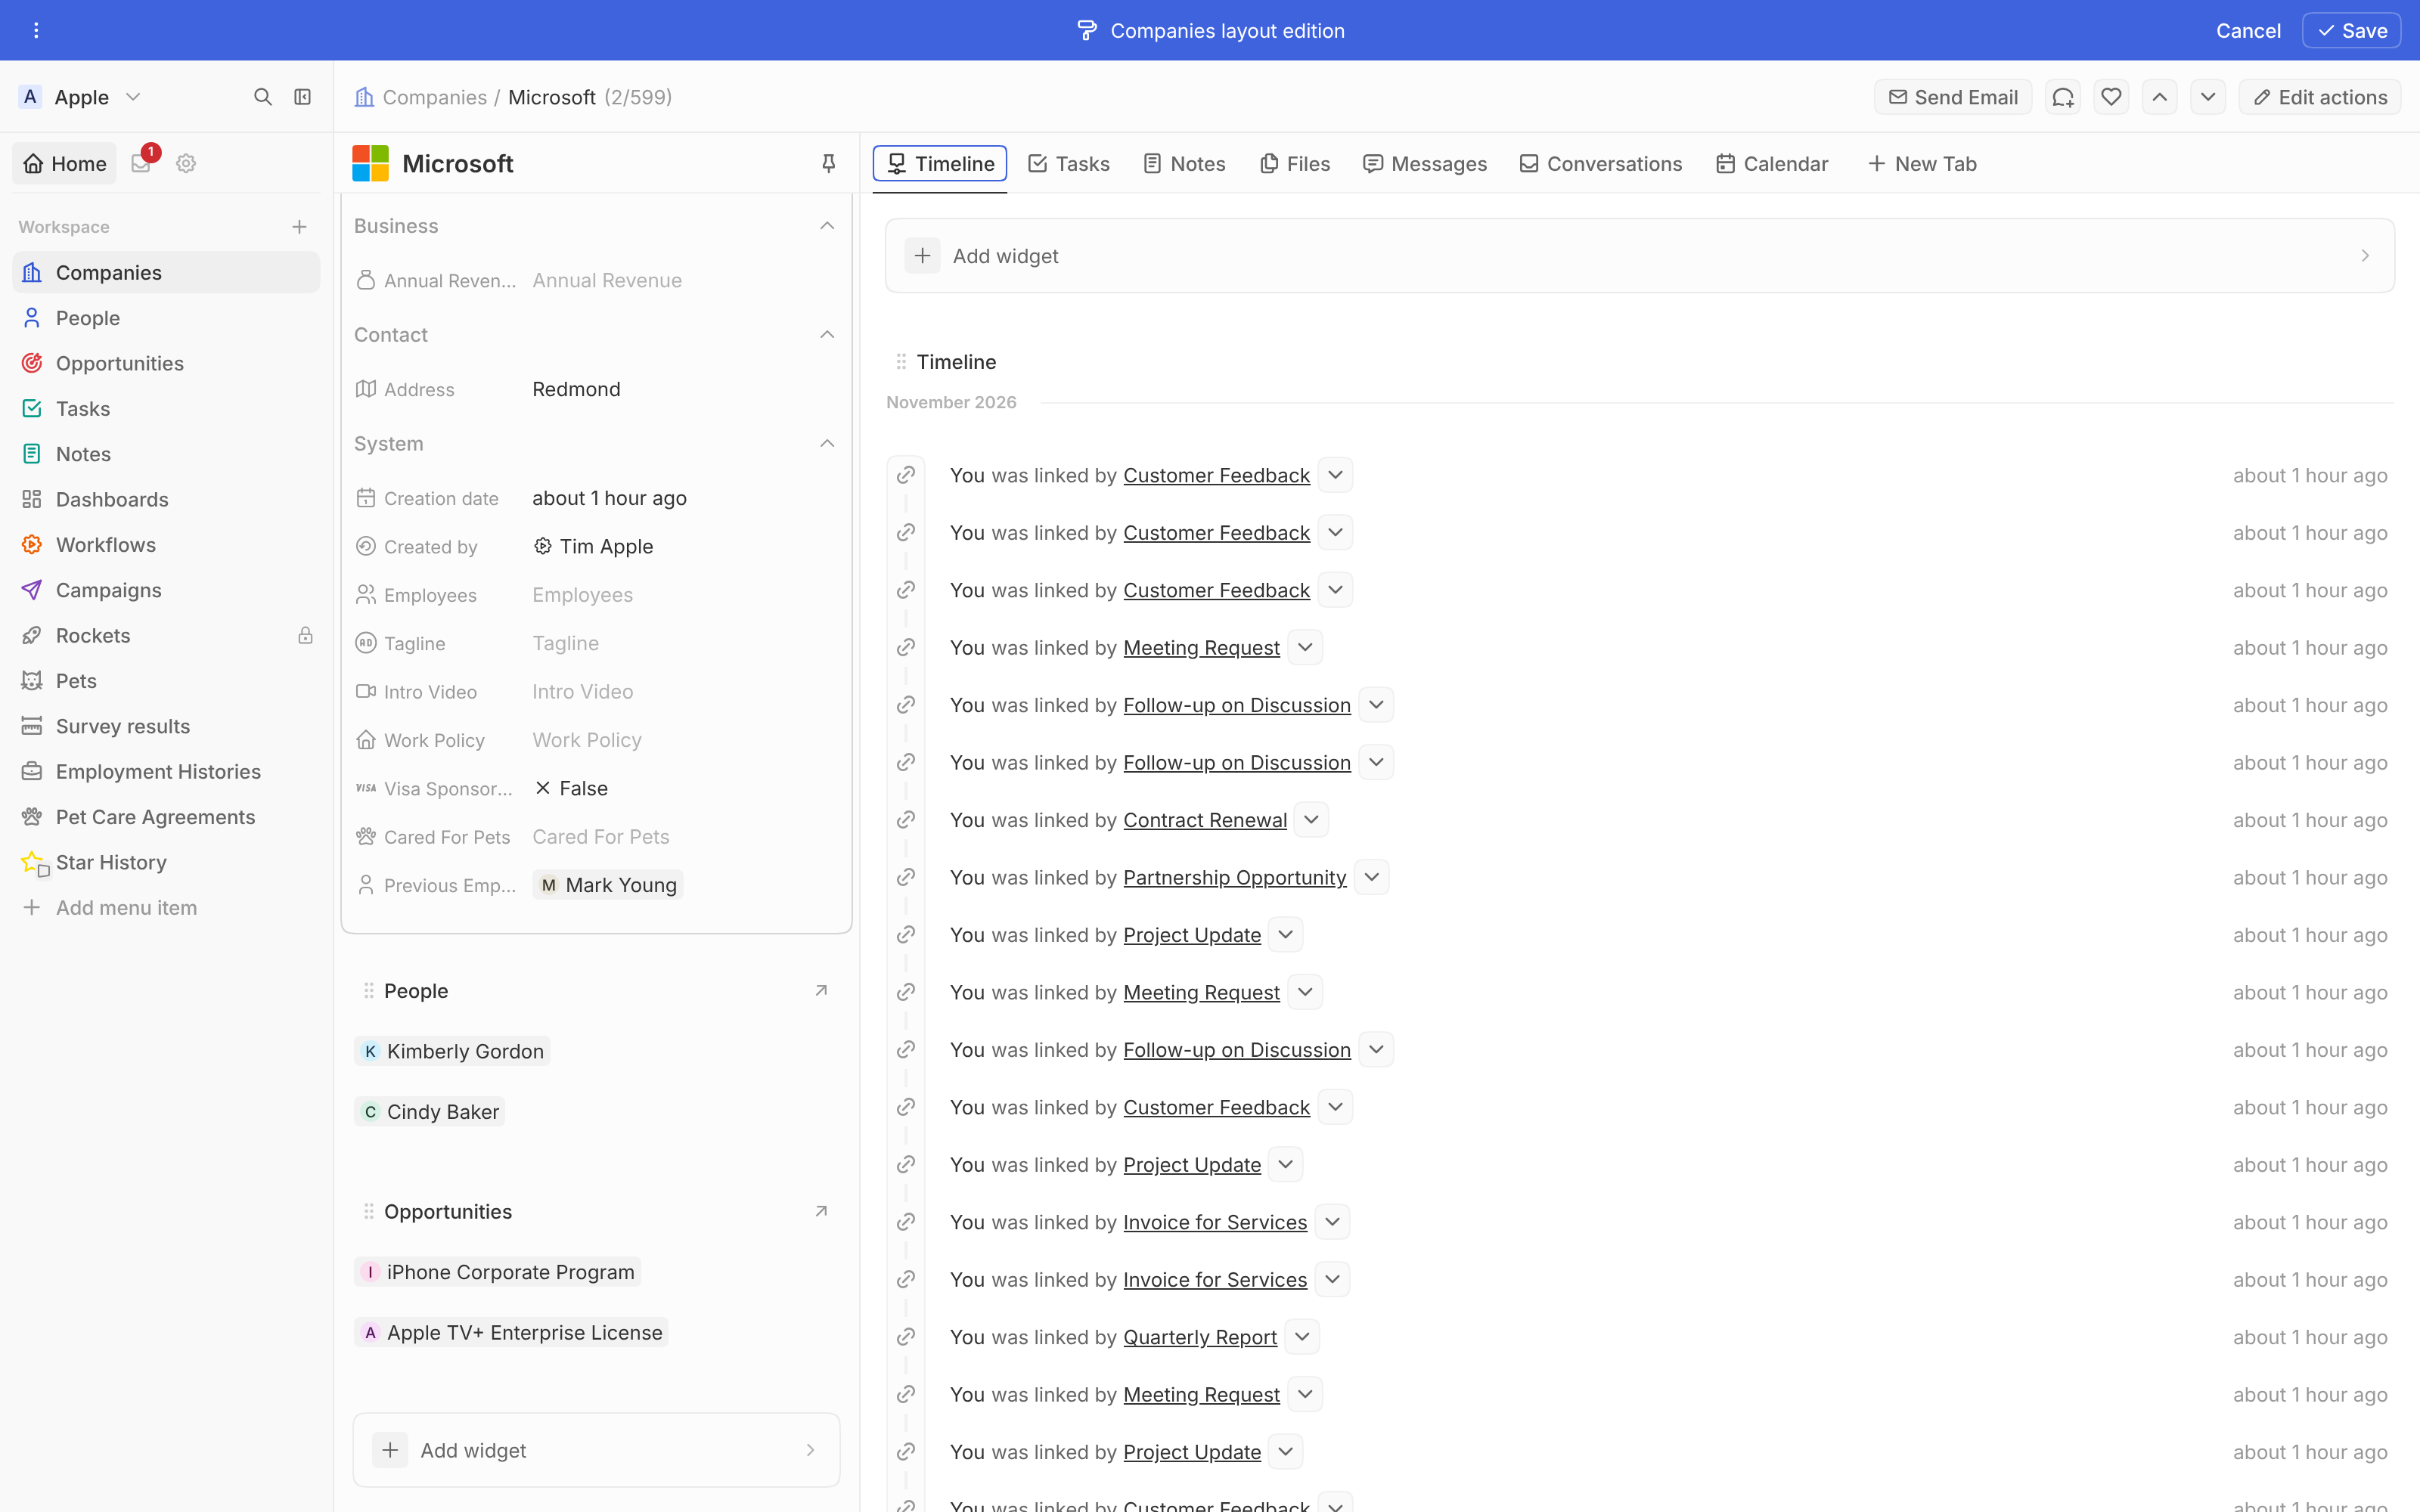 Companies layout edition
Cancel
Save
A Apple
Companies / Microsoft (2/599)
Send Email
Edit actions
Home
1
Workspace
Companies
People
Opportunities
Tasks
Notes
Dashboards
Workflows
Campaigns
Rockets
Pets
Survey results
Employment Histories
Pet Care Agreements
Star History
Add menu item
Microsoft
Business
Annual Reven... Annual Revenue
Contact
Address Redmond
System
Creation date about 1 hour ago
Created by Tim Apple
Employees Employees
Tagline Tagline
Intro Video Intro Video
Work Policy Work Policy
VISA Visa Sponsor... False
Cared For Pets Cared For Pets
Previous Emp... M Mark Young
People
K Kimberly Gordon
C Cindy Baker
Opportunities
I iPhone Corporate Program
A Apple TV+ Enterprise License
Add widget
Timeline Tasks Notes Files Messages Conversations Calendar New Tab
Add widget
Timeline
November 2026
You was linked by Customer Feedback about 1 hour ago
You was linked by Customer Feedback about 1 hour ago
You was linked by Customer Feedback about 1 hour ago
You was linked by Meeting Request about 1 hour ago
You was linked by Follow-up on Discussion about 1 hour ago
You was linked by Follow-up on Discussion about 1 hour ago
You was linked by Contract Renewal about 1 hour ago
You was linked by Partnership Opportunity about 1 hour ago
You was linked by Project Update about 1 hour ago
You was linked by Meeting Request about 1 hour ago
You was linked by Follow-up on Discussion about 1 hour ago
You was linked by Customer Feedback about 1 hour ago
You was linked by Project Update about 1 hour ago
You was linked by Invoice for Services about 1 hour ago
You was linked by Invoice for Services about 1 hour ago
You was linked by Quarterly Report about 1 hour ago
You was linked by Meeting Request about 1 hour ago
You was linked by Project Update about 1 hour ago
You was linked by Customer Feedback about 1 hour ago